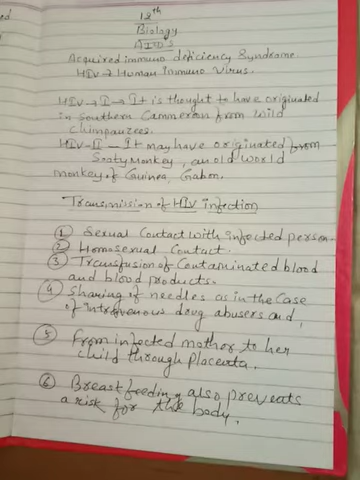 12th
Biology
AIDS
Acquired immuno deficiency Syndrome
HIV → Human Immuno Virus.
HIV → I → It is thought to have originated
in Southern Cammeroon from wild
chimpanzees.
HIV-II - It may have originated from
Sooty Monkey, an old world
monkey of Guinea, Gabon.
Transmission of HIV infection
① Sexual Contact with infected person.
② Homosexual Contact.
③ Transfusion of Contaminated blood
and blood products.
④ Sharing of needles as in the Case
of intravenous drug abusers and,
⑤ From infected mother to her
child through placenta.
⑥ Breast feeding also prevents
a risk for the body.